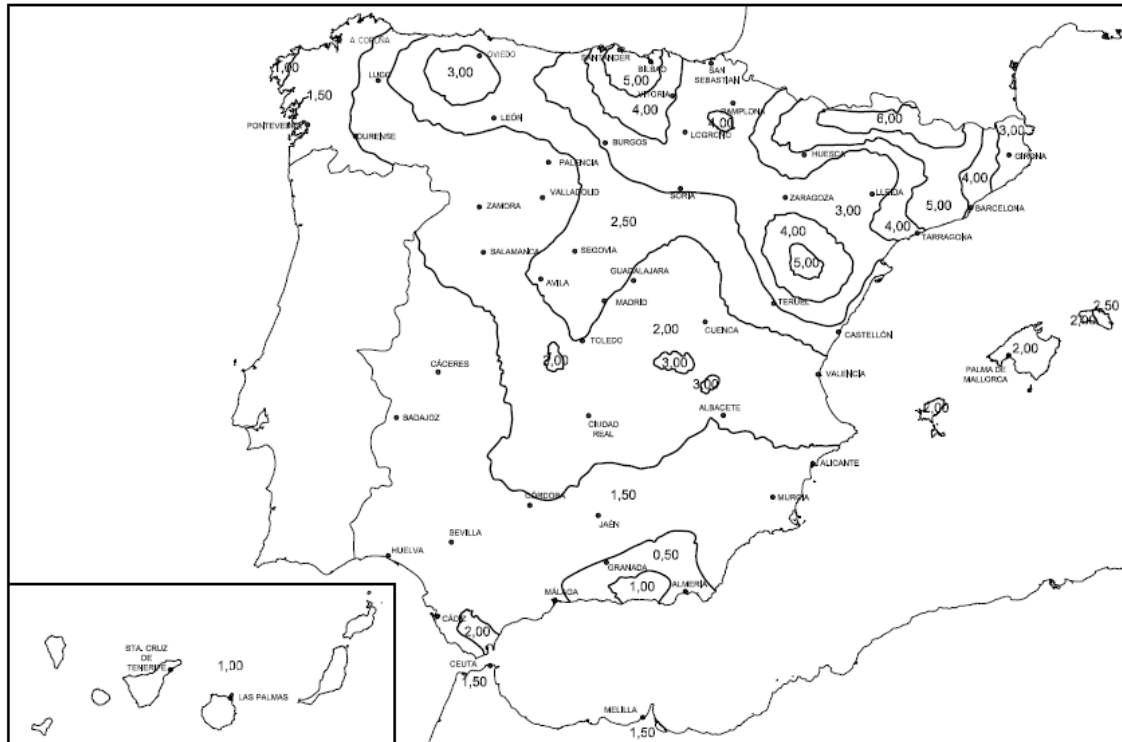 A CORUÑA
OVIEDO
SANTANDER
BILBAO
SAN
SEBASTIÁN
1,00
LUGO
3,00
5,00
1,50
VITORIA
4,00
PAMPLONA
6,00
PONTEVEDRA
LEÓN
4,00
3,00
OURENSE
LOGROÑO
BURGOS
HUESCA
GIRONA
PALENCIA
4,00
VALLADOLID
SORIA
ZARAGOZA
LLEIDA
ZAMORA
3,00
5,00
BARCELONA
2,50
4,00
4,00
TARRAGONA
SALAMANCA
SEGOVIA
5,00
GUADALAJARA
AVILA
MADRID
TERUEL
2,50
2,00
2,00
CUENCA
CASTELLÓN
TOLEDO
2,00
3,00
3,00
CÁCERES
VALENCIA
PALMA DE
MALLORCA
3,00
BADAJOZ
CIUDAD
REAL
ALBACETE
2,00
ALICANTE
1,50
CÓRDOBA
MURCIA
JAÉN
SEVILLA
HUELVA
0,50
GRANADA
1,00
ALMERÍA
MÁLAGA
CÁDIZ
2,00
STA. CRUZ
DE
TENERIFE
1,00
CEUTA
1,50
LAS PALMAS
MELILLA
1,50